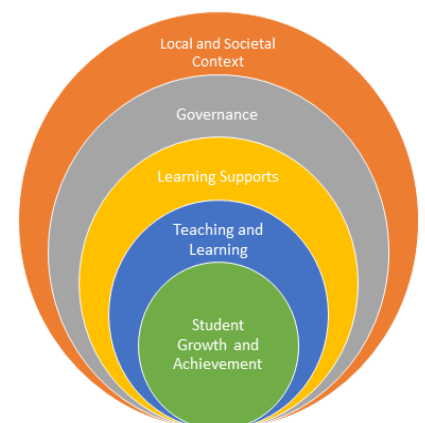 Local and Societal
Context
Governance
Learning Supports
Teaching and
Learning
Student
Growth and
Achievement